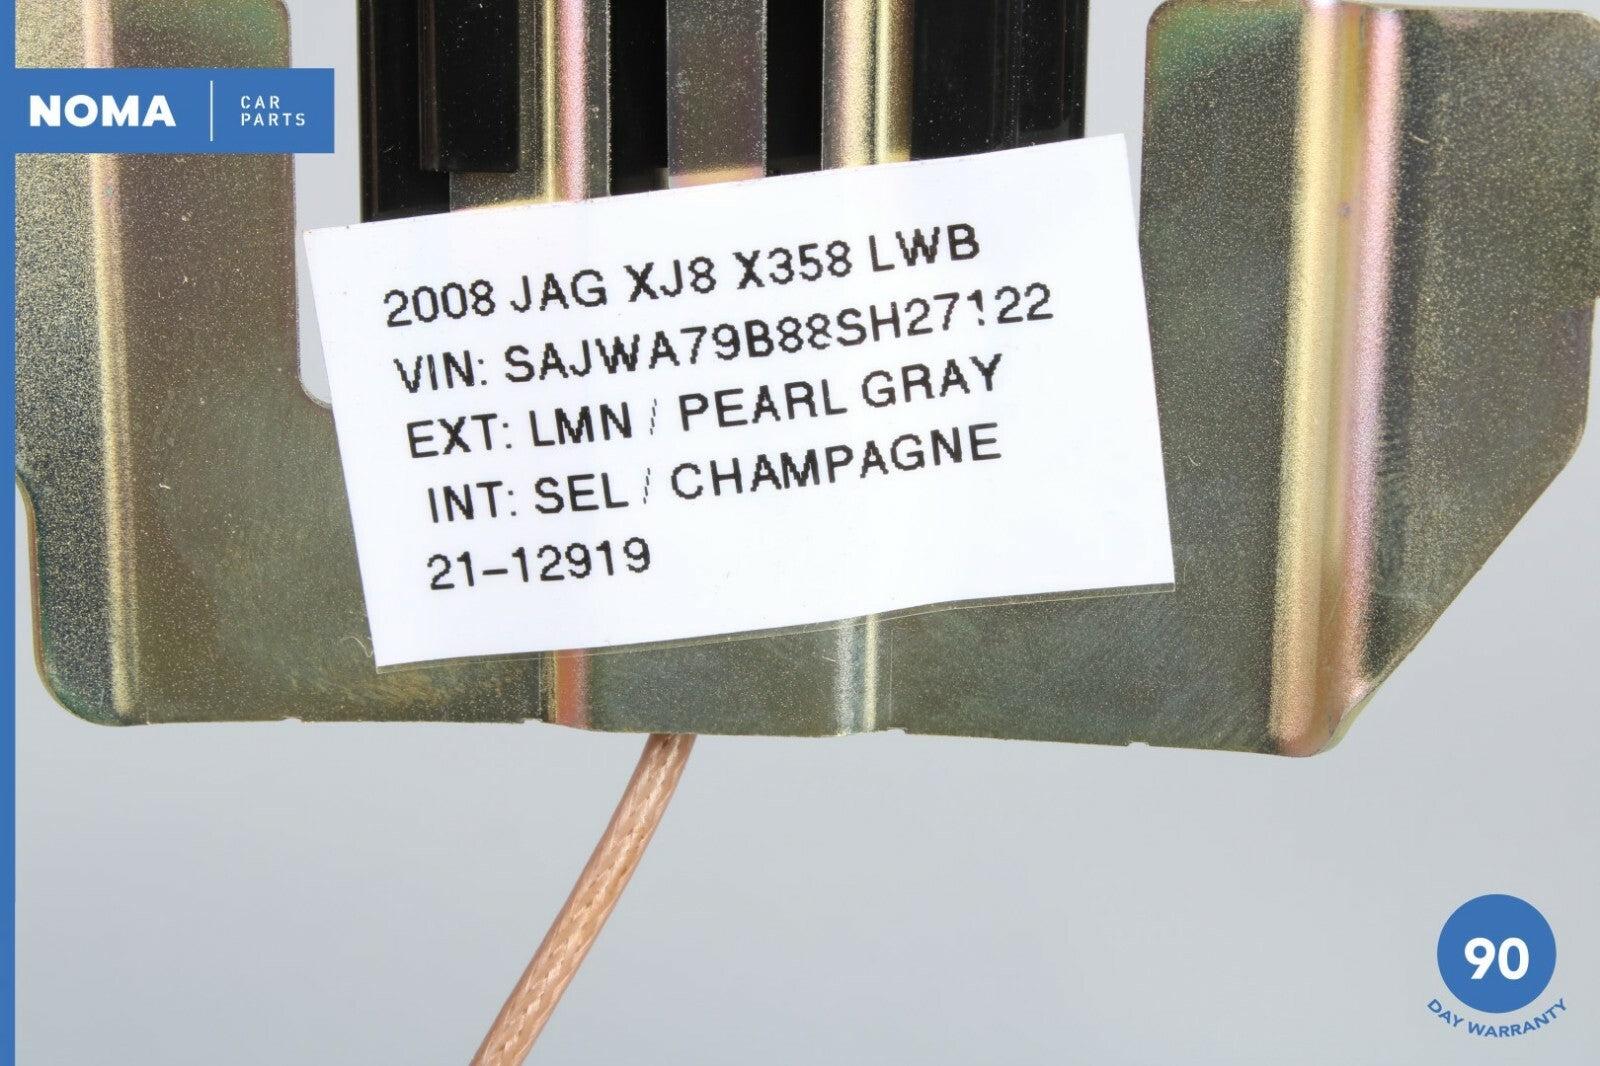 NOMA
CAR
PARTS
2008 JAG XJ8 X358 LWB
VIN: SAJWA79B88SH27122
EXT: LMN / PEARL GRAY
INT: SEL / CHAMPAGNE
21-12919
90
DAY WARRANTY